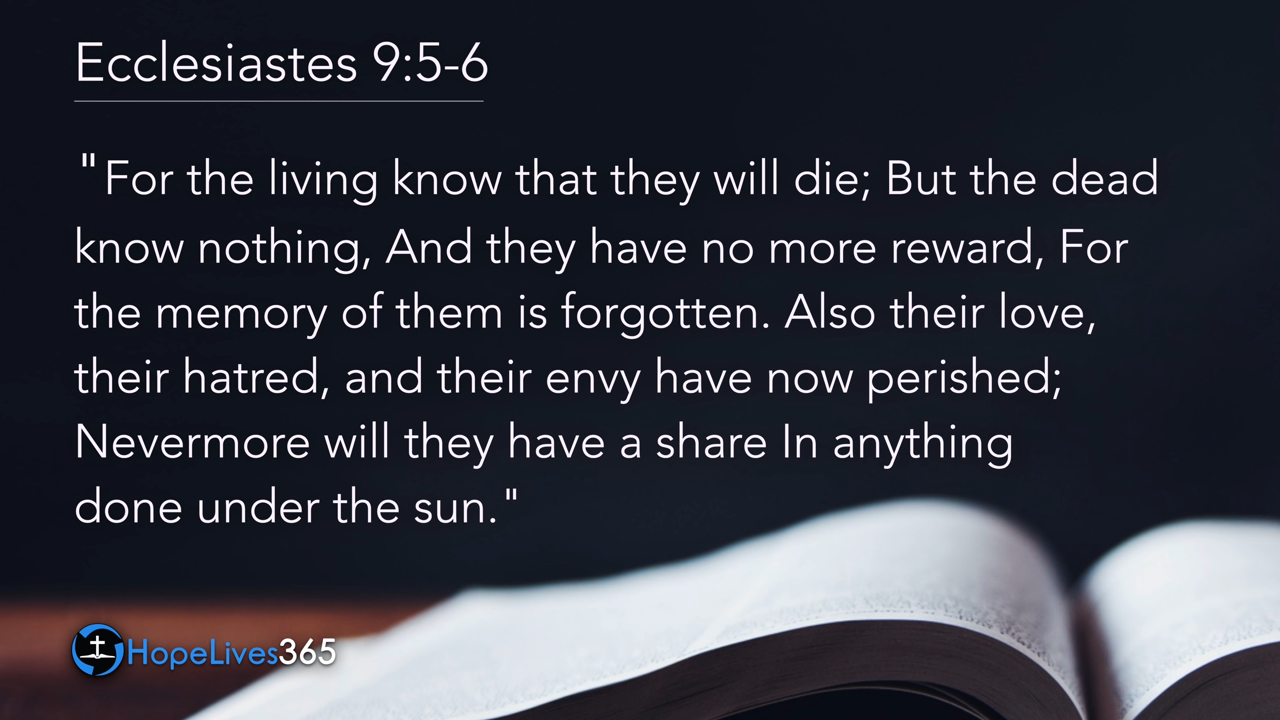 Ecclesiastes 9:5-6
"For the living know that they will die; But the dead
know nothing, And they have no more reward, For
the memory of them is forgotten. Also their love,
their hatred, and their envy have now perished;
Nevermore will they have a share In anything
done under the sun."
HopeLives365